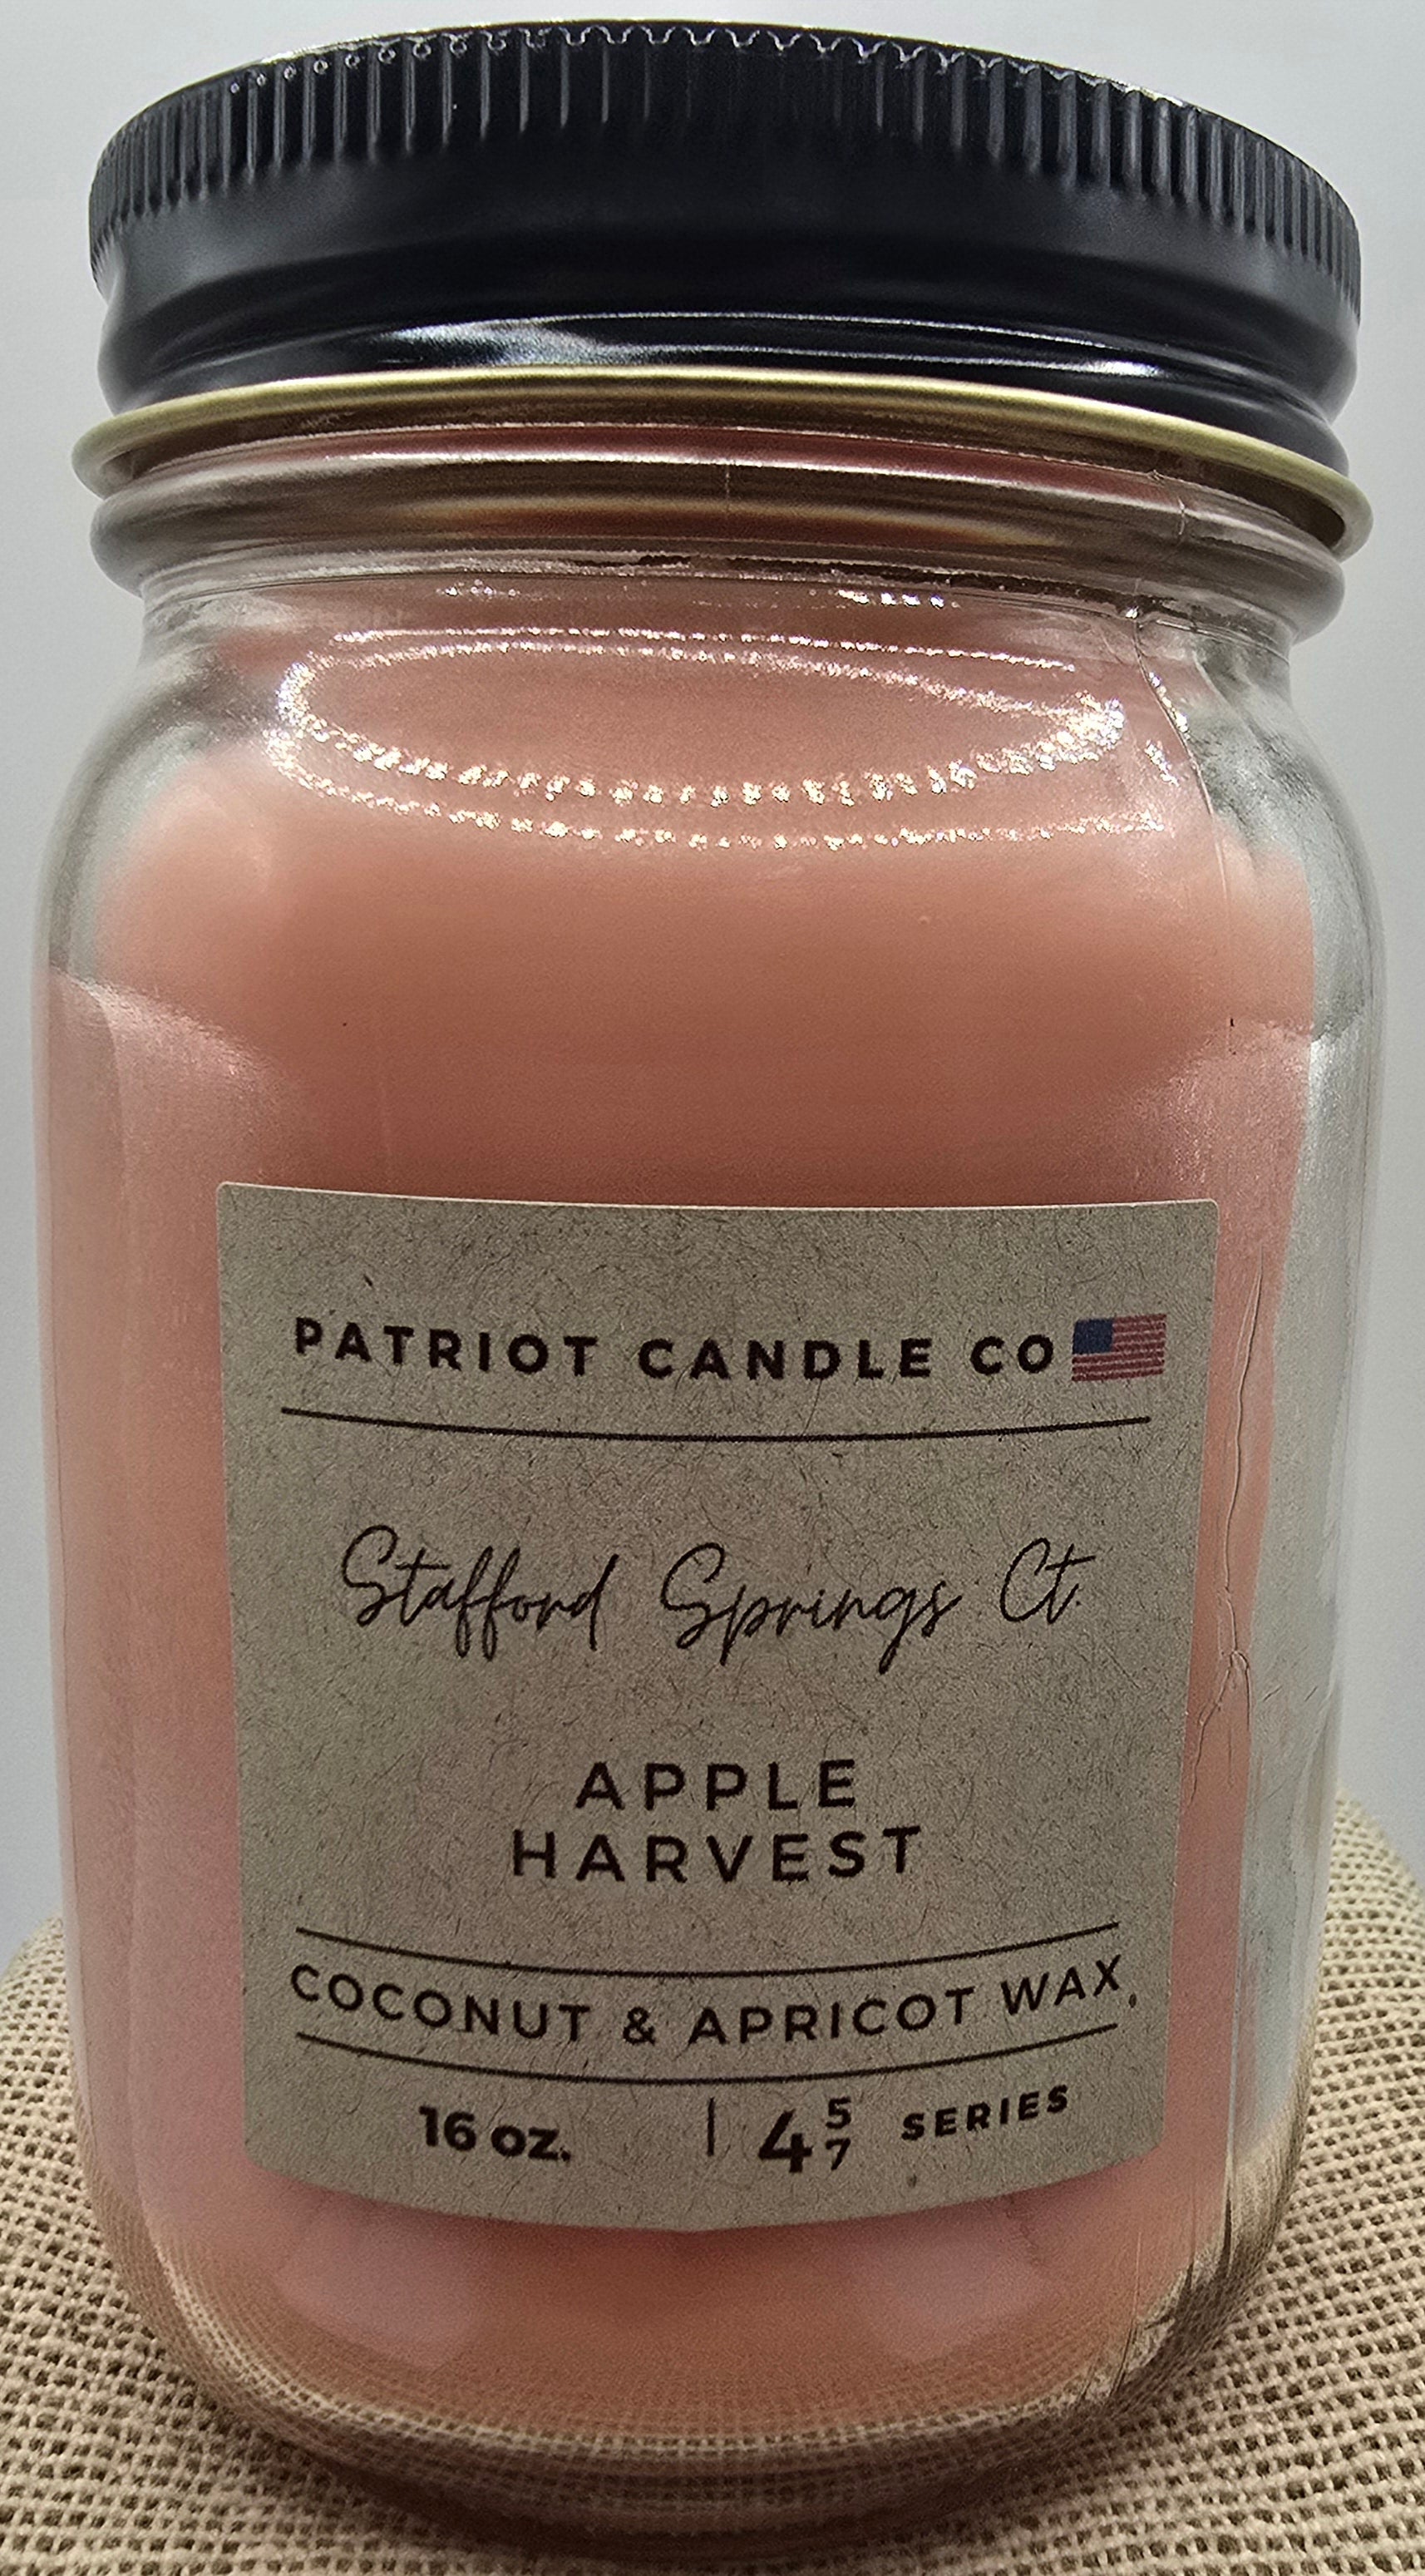 PATRIOT CANDLE CO
Stafford Springs Ct.
APPLE
HARVEST
COCONUT & APRICOT WAX.
16 oz. | 4 5/7 SERIES